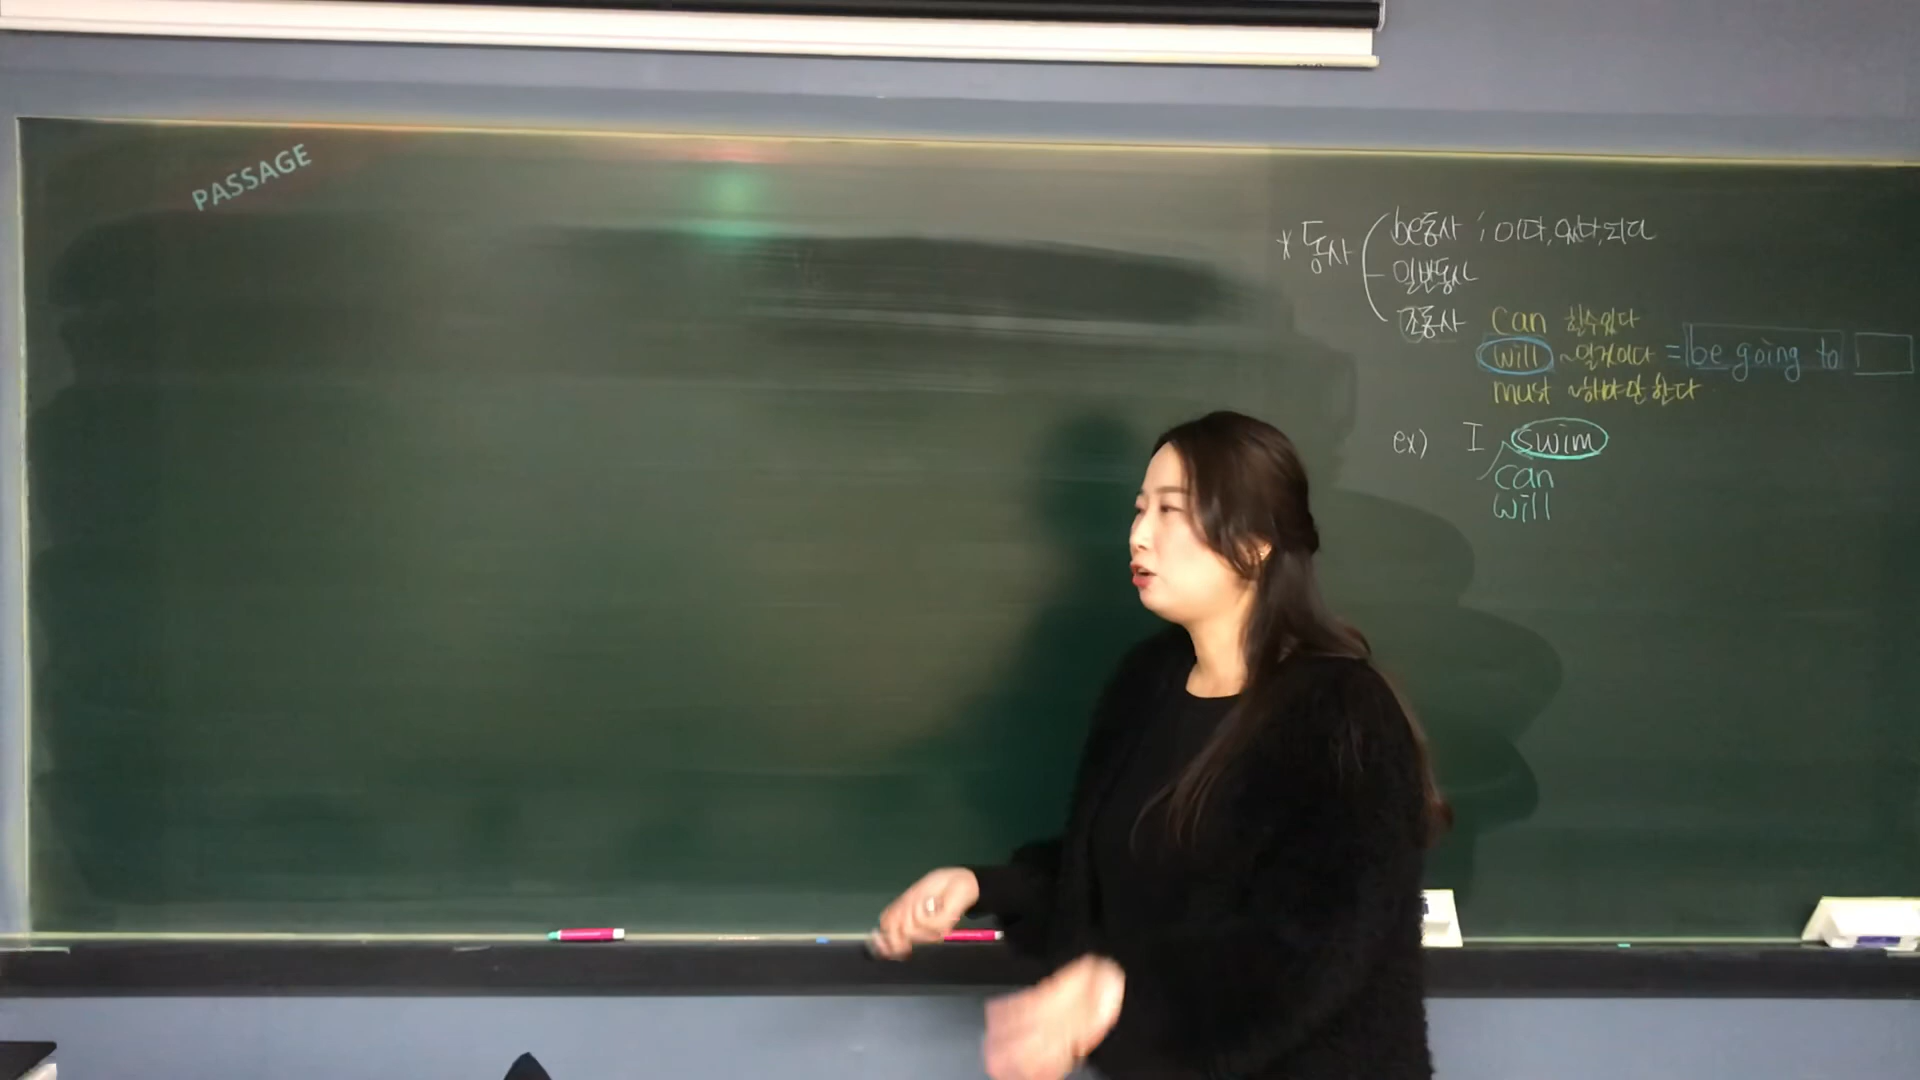 PASSAGE
* 동사 be동사 ; 이다, 있다, 되다
일반동사
조동사 can 할 수 있다
will ~일 것이다 = be going to
must ~해야만 한다
ex) I swim
can
will